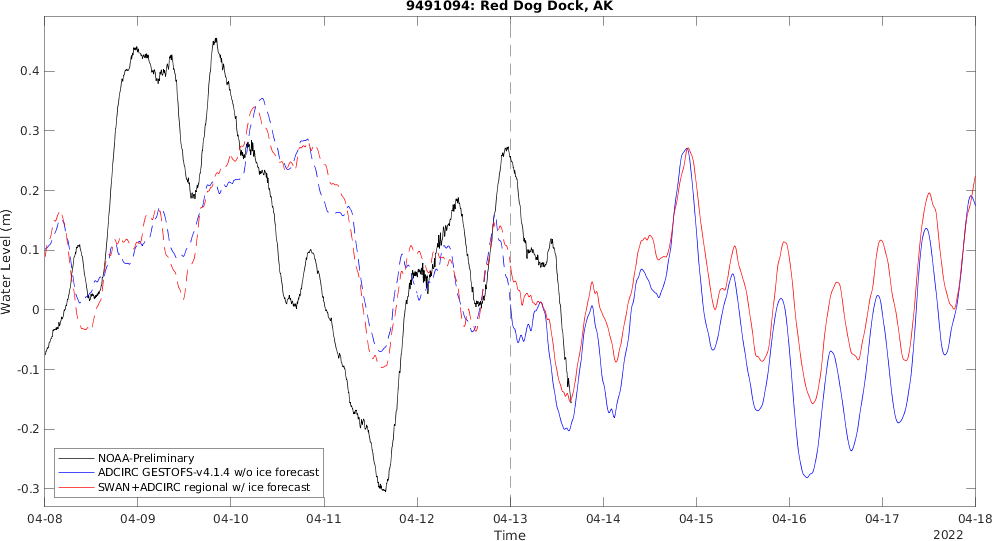 9491094: Red Dog Dock, AK
Water Level (m)
0.4
0.3
0.2
0.1
0
-0.1
-0.2
-0.3
NOAA-Preliminary
ADCIRC GESTOFS-v4.1.4 w/o ice forecast
SWAN+ADCIRC regional w/ ice forecast
04-08 04-09 04-10 04-11 04-12 04-13 04-14 04-15 04-16 04-17 04-18
Time
2022